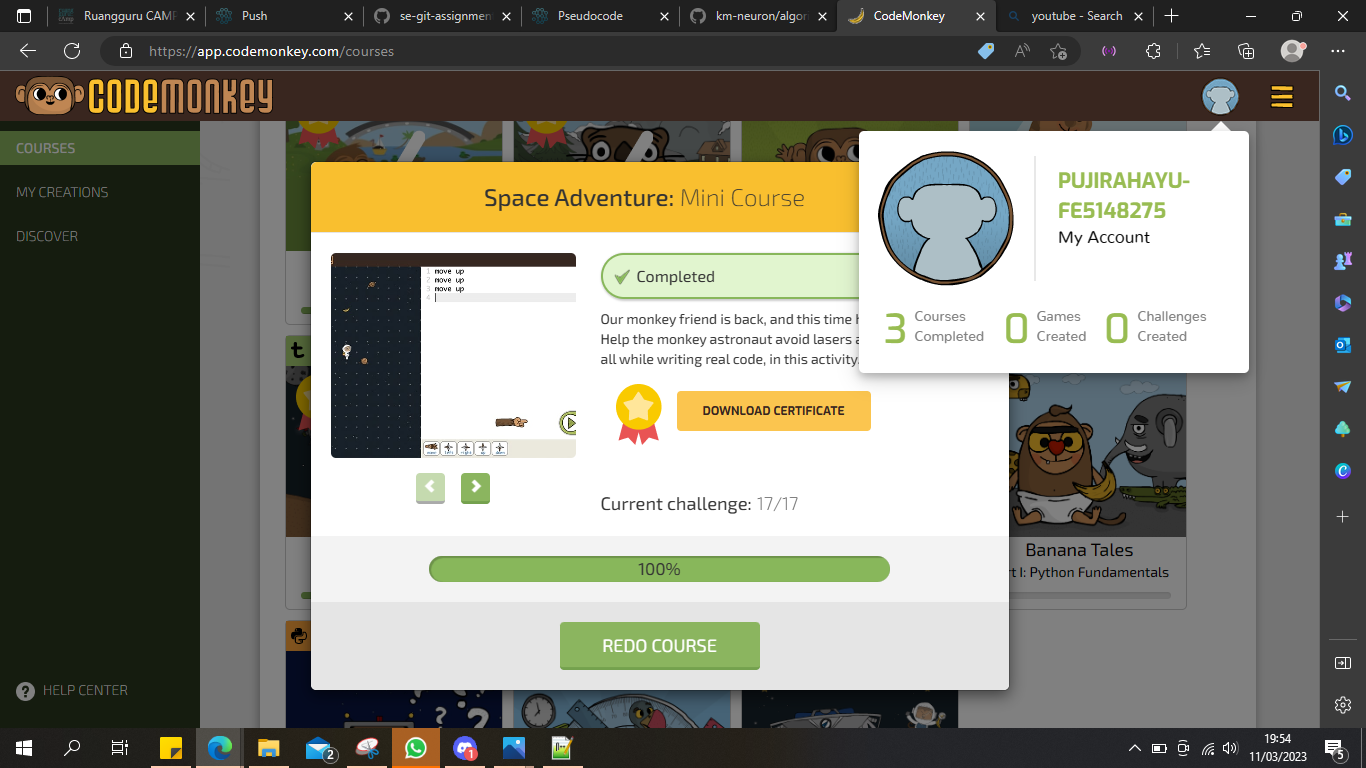 Ruangguru CAMP
Push
se-git-assignmen
Pseudocode
km-neuron/algor
CodeMonkey
youtube - Search
https://app.codemonkey.com/courses
CODEMONKEY
COURSES
MY CREATIONS
DISCOVER
HELP CENTER
Space Adventure: Mini Course
1 move up
2 move up
3 move up
4
Completed
Our monkey friend is back, and this time h
Help the monkey astronaut avoid lasers a
all while writing real code, in this activity.
DOWNLOAD CERTIFICATE
Current challenge: 17/17
100%
REDO COURSE
PUJIRAHAYU-
FE5148275
My Account
3 Courses Completed
0 Games Created
0 Challenges Created
t
Banana Tales
rt I: Python Fundamentals
2
1
19:54
11/03/2023
5